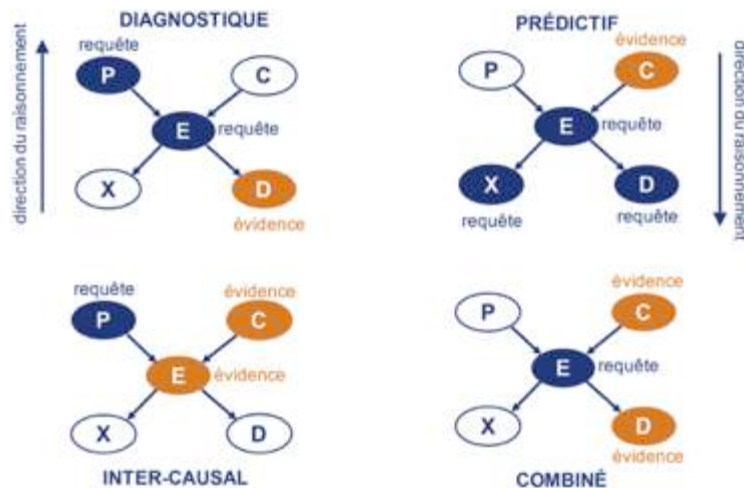 DIAGNOSTIQUE
requête
direction du raisonnement
P
C
E
requête
X
D
évidence
PRÉDICTIF
évidence
P
C
direction du raisonnement
E
requête
X
D
requête
requête
requête
évidence
P
C
E
évidence
X
D
INTER-CAUSAL
évidence
P
C
E
requête
X
D
évidence
COMBINÉ